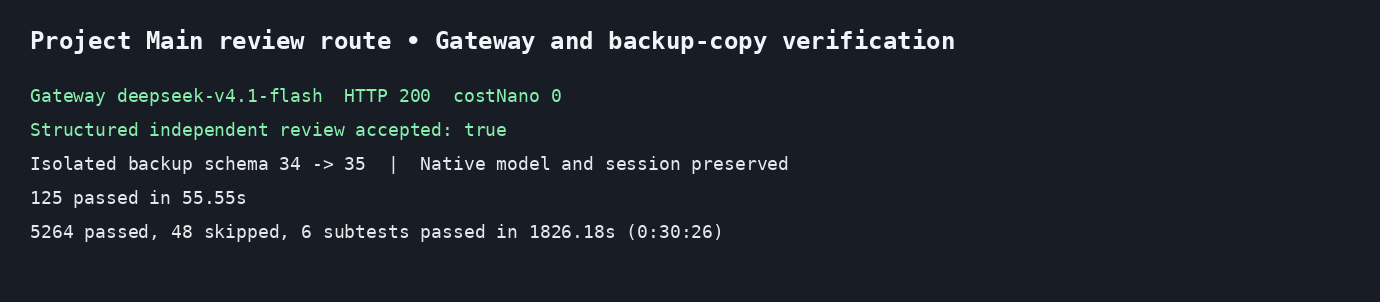 Project Main review route • Gateway and backup-copy verification
Gateway deepseek-v4.1-flash  HTTP 200  costNano 0
Structured independent review accepted: true
Isolated backup schema 34 -> 35  |  Native model and session preserved
125 passed in 55.55s
5264 passed, 48 skipped, 6 subtests passed in 1826.18s (0:30:26)